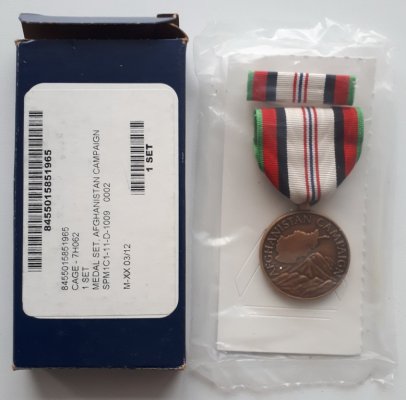 8455015851965
1 SET
8455015851965
CAGE - 7H062
1 SET
MEDAL SET, AFGHANISTAN CAMPAIGN
SPM1C1-11-D-1009 0002
M-XX 03/12
AFGHANISTAN CAMPAIGN